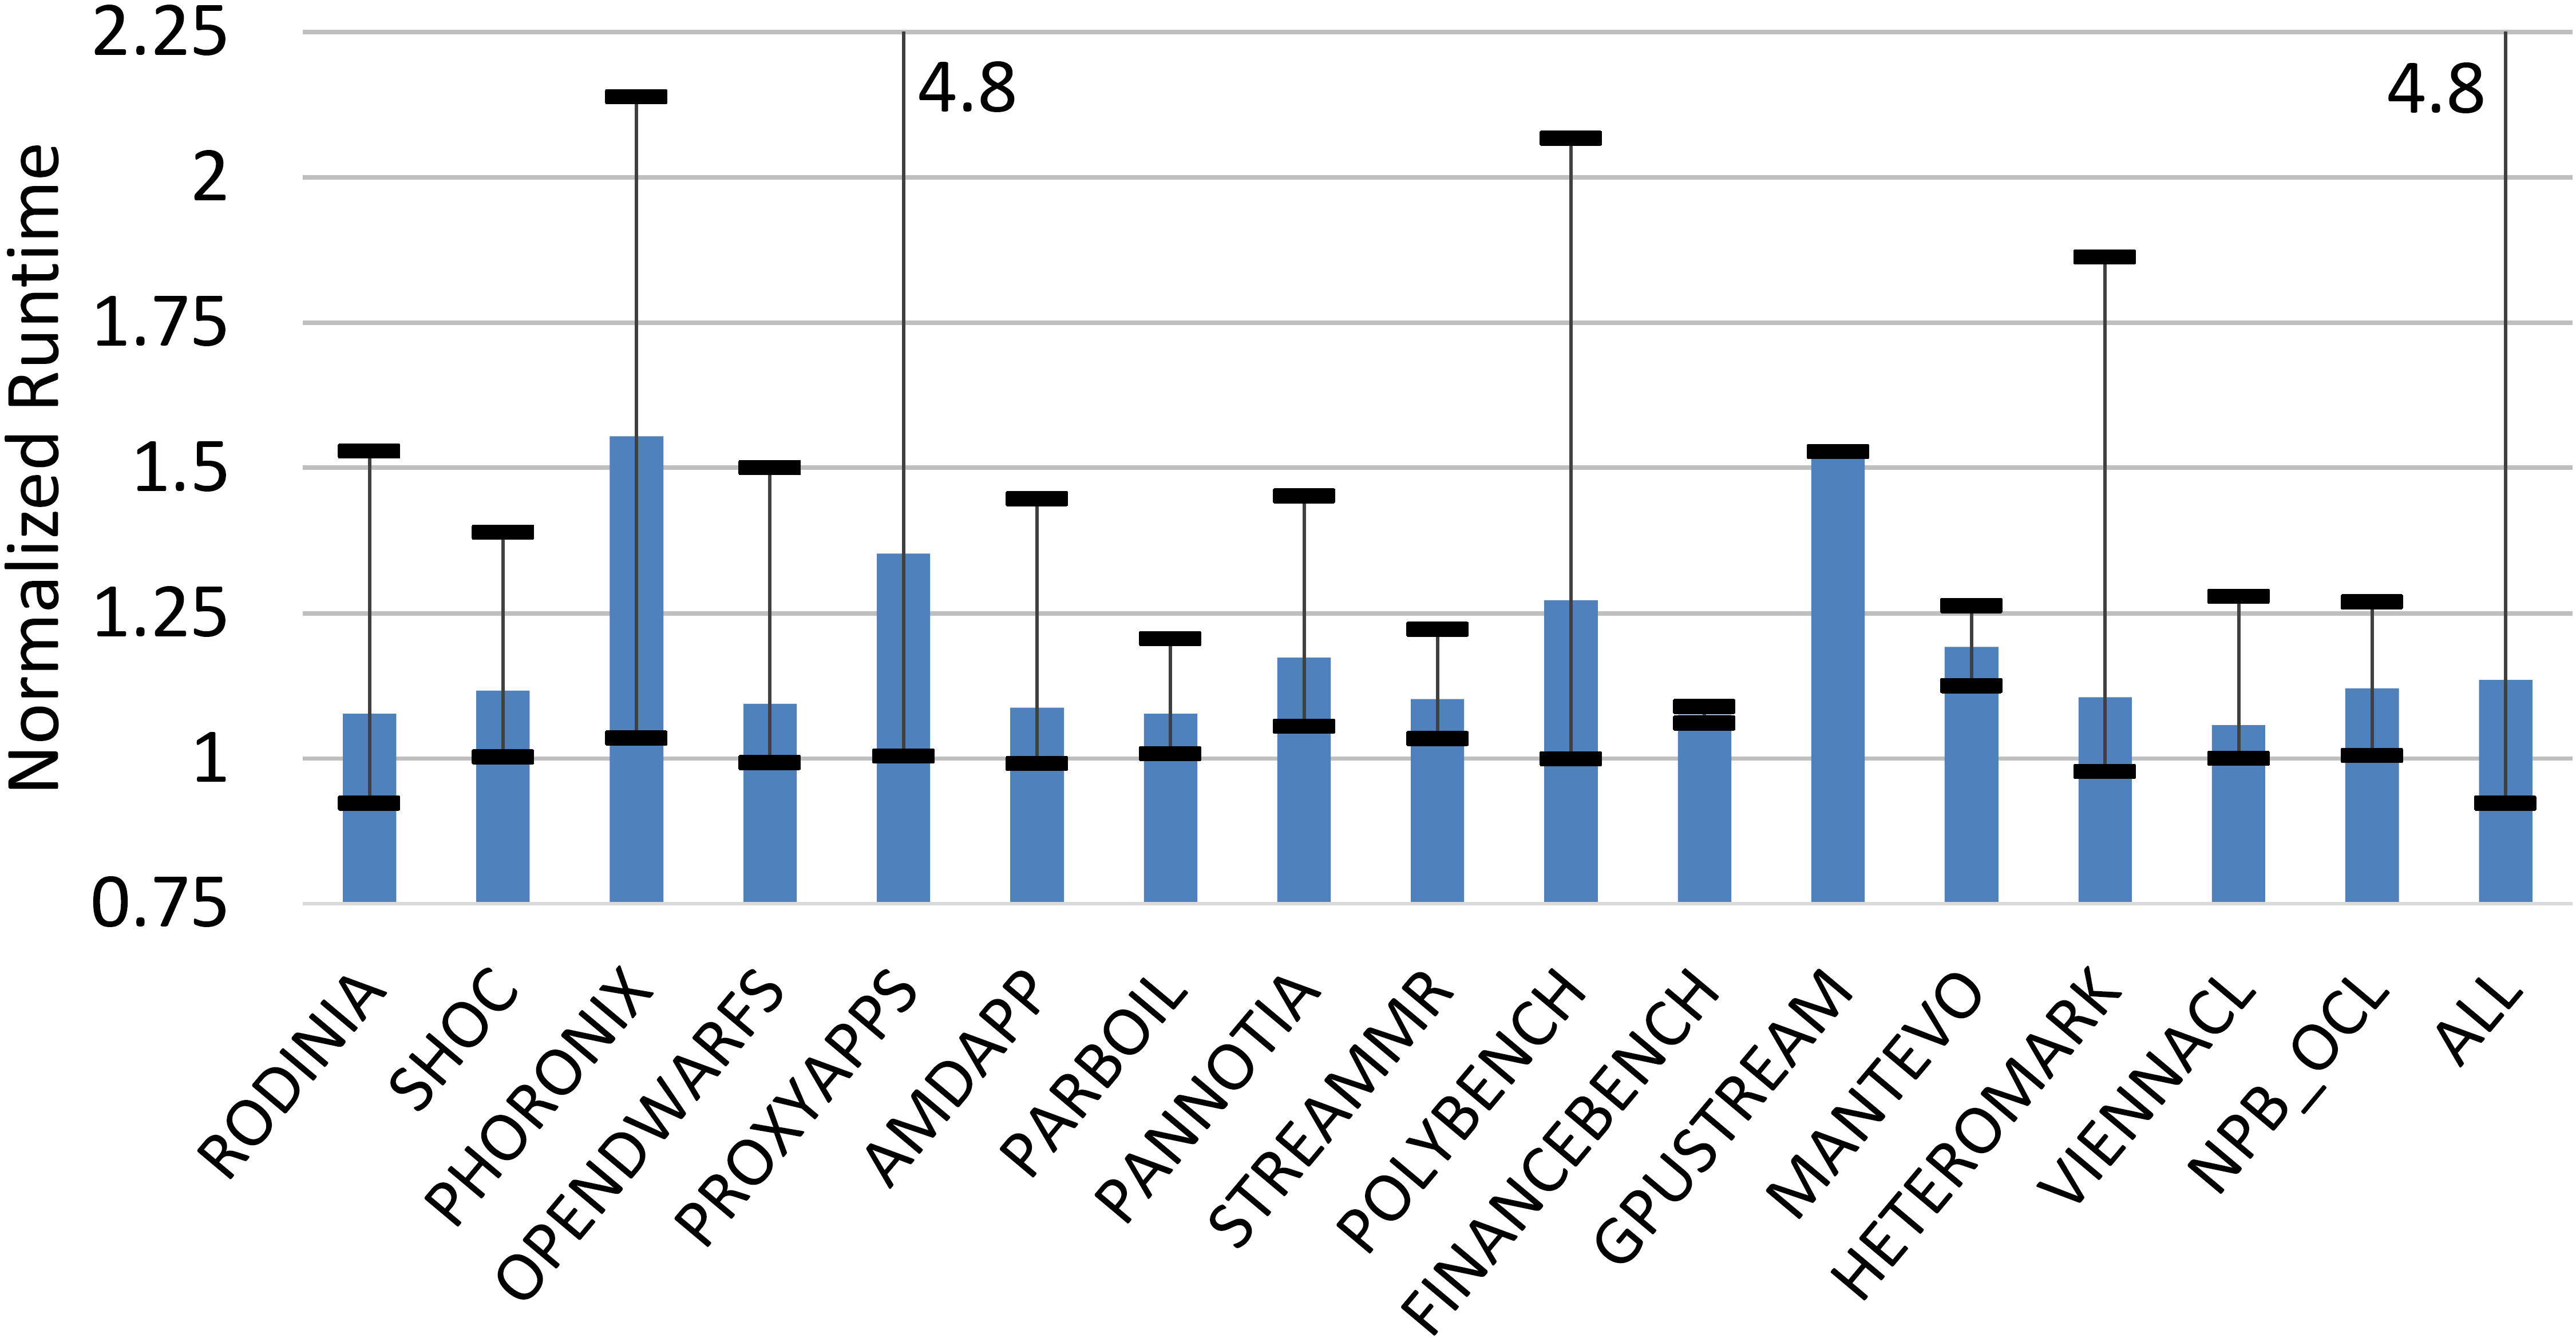 Normalized Runtime
2.25
2
1.75
1.5
1.25
1
0.75
4.8
4.8
RODINIA
SHOC
PHORONIX
OPENDWARFS
PROXYAPPS
AMDAPP
PARBOIL
PANNOTIA
STREAMMR
POLYBENCH
FINANCEBENCH
GPUSTREAM
MANTEVO
HETEROMARK
VIENNACL
NPB_OCL
ALL